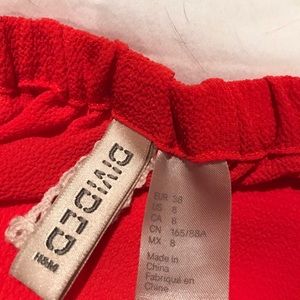 DIVIDED
H&M
EUR 38
US 8
CA 8
CN 165/88A
MX 8
Made in
China
Fabriqué en
Chine